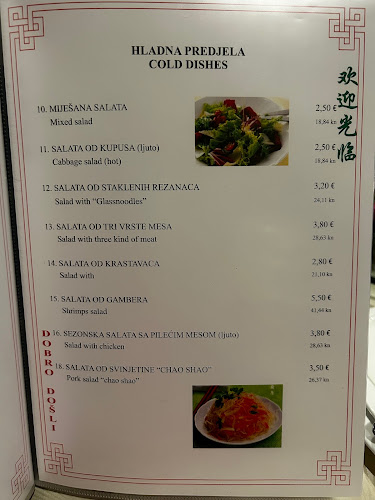 HLADNA PREDJELA
COLD DISHES
欢迎光临
10. MIJEŠANA SALATA 2,50 €
Mixed salad 18,84 kn
11. SALATA OD KUPUSA (ljuto) 2,50 €
Cabbage salad (hot) 18,84 kn
12. SALATA OD STAKLENIH REZANACA 3,20 €
Salad with "Glassnoodles" 24,11 kn
13. SALATA OD TRI VRSTE MESA 3,80 €
Salad with three kind of meat 28,63 kn
14. SALATA OD KRASTAVACA 2,80 €
Salad with 21,10 kn
15. SALATA OD GAMBERA 5,50 €
Shrimps salad 41,44 kn
16. SEZONSKA SALATA SA PILEĆIM MESOM (ljuto) 3,80 €
Salad with chicken 28,63 kn
18. SALATA OD SVINJETINE "CHAO SHAO" 3,50 €
Pork salad "chao shao" 26,37 kn
DOBRO DOŠLI